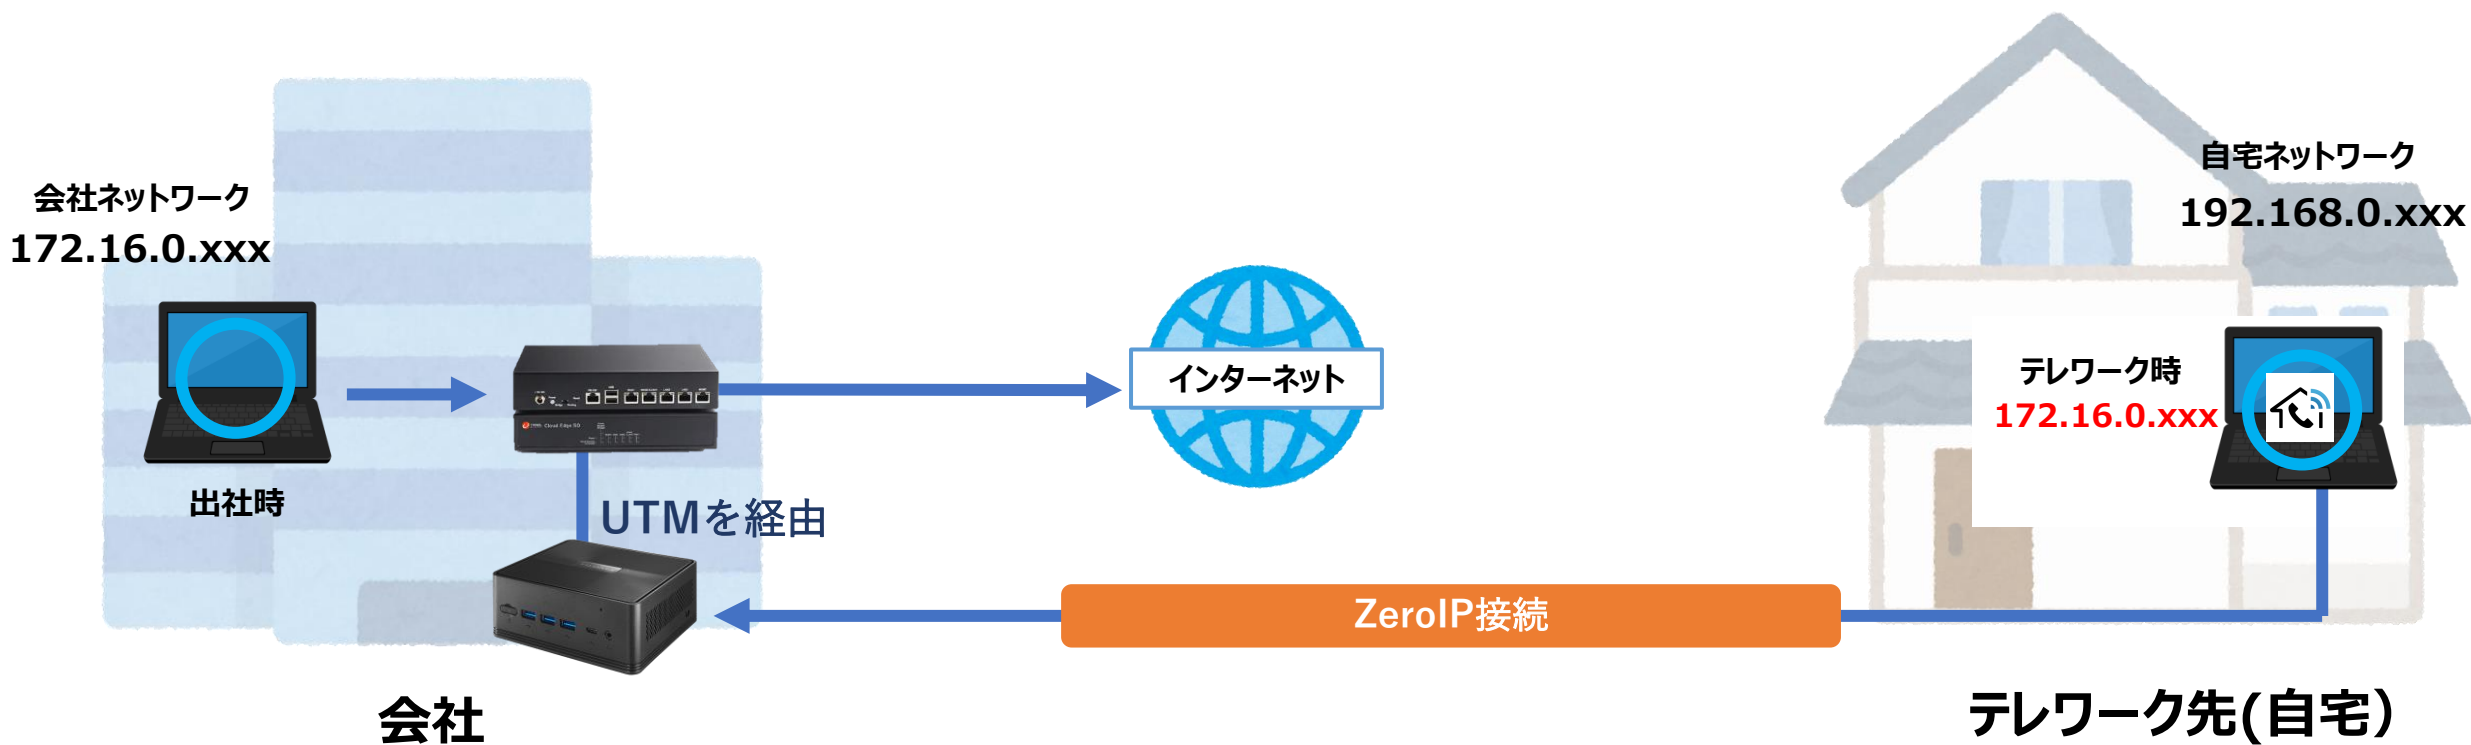 会社ネットワーク
172.16.0.xxx
出社時
Cloud Edge 50
UTMを経由
会社
インターネット
ZeroIP接続
自宅ネットワーク
192.168.0.xxx
テレワーク時
172.16.0.xxx
テレワーク先(自宅）